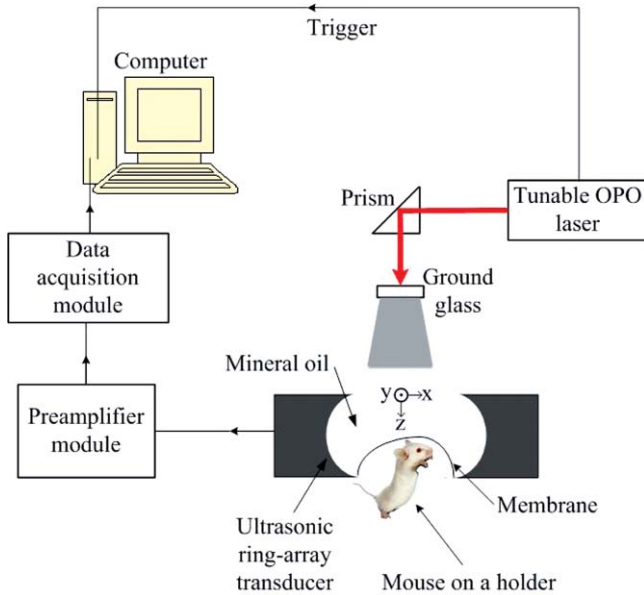 Trigger
Computer
Tunable OPO
laser
Prism
Data
acquisition
module
Ground
glass
Mineral oil
y
x
z
Preamplifier
module
Membrane
Ultrasonic
ring-array
transducer
Mouse on a holder